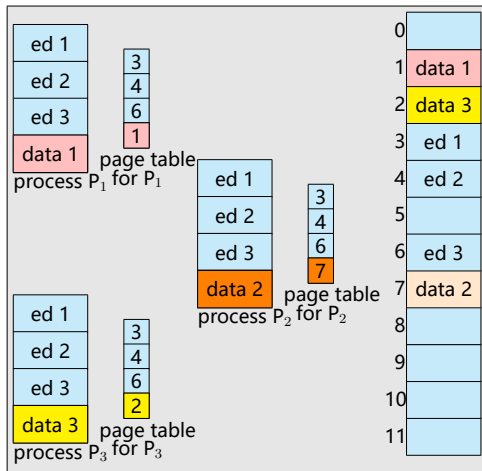 ed 1
ed 2
ed 3
data 1
process P₁
3
4
6
1
page table
for P₁
ed 1
ed 2
ed 3
data 2
process P₂
3
4
6
7
page table
for P₂
ed 1
ed 2
ed 3
data 3
process P₃
3
4
6
2
page table
for P₃
0
1 data 1
2 data 3
3 ed 1
4 ed 2
5
6 ed 3
7 data 2
8
9
10
11